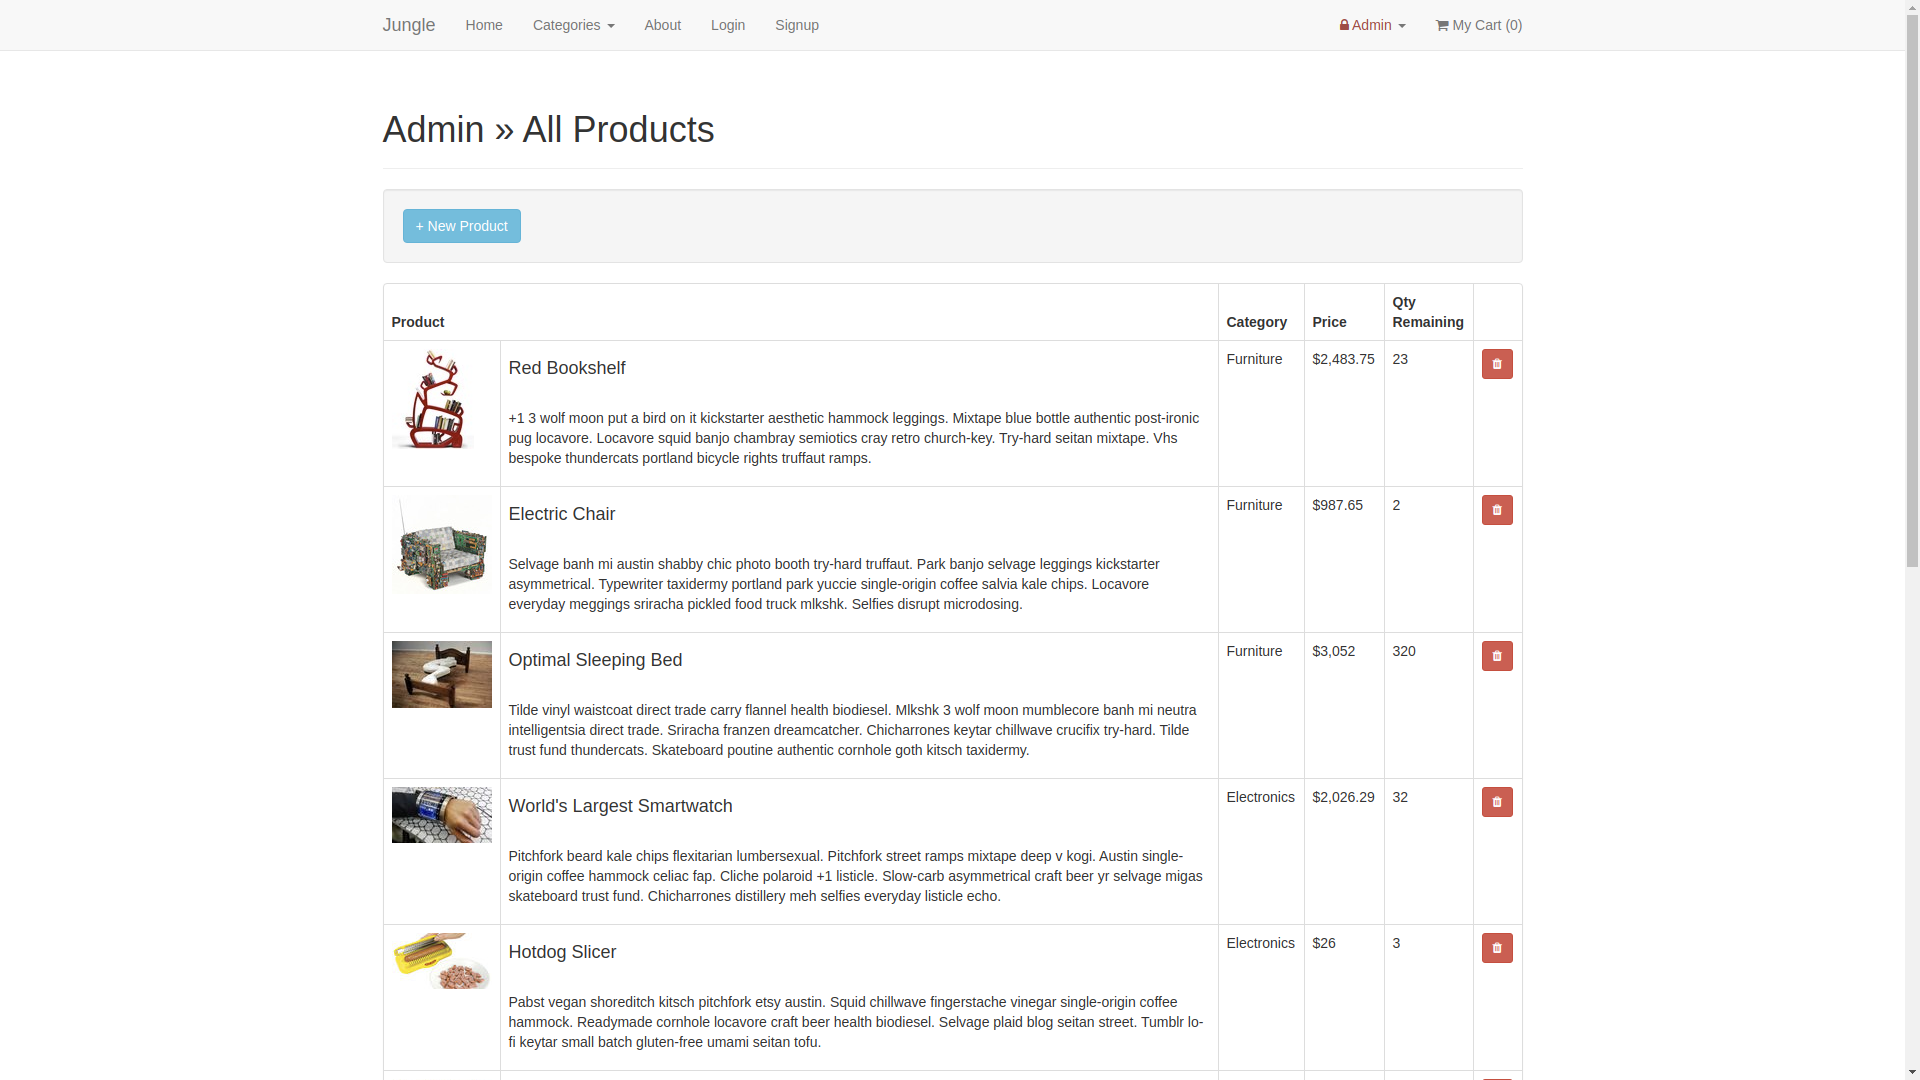 Jungle Home Categories About Login Signup Admin My Cart (0)
Admin » All Products
+ New Product
Product Category Price Qty Remaining
Red Bookshelf Furniture $2,483.75 23
+1 3 wolf moon put a bird on it kickstarter aesthetic hammock leggings. Mixtape blue bottle authentic post-ironic
pug locavore. Locavore squid banjo chambray semiotics cray retro church-key. Try-hard seitan mixtape. Vhs
bespoke thundercats portland bicycle rights truffaut ramps.
Electric Chair Furniture $987.65 2
Selvage banh mi austin shabby chic photo booth try-hard truffaut. Park banjo selvage leggings kickstarter
asymmetrical. Typewriter taxidermy portland park yuccie single-origin coffee salvia kale chips. Locavore
everyday meggings sriracha pickled food truck mlkshk. Selfies disrupt microdosing.
Optimal Sleeping Bed Furniture $3,052 320
Tilde vinyl waistcoat direct trade carry flannel health biodiesel. Mlkshk 3 wolf moon mumblecore banh mi neutra
intelligentsia direct trade. Sriracha franzen dreamcatcher. Chicharrones keytar chillwave crucifix try-hard. Tilde
trust fund thundercats. Skateboard poutine authentic cornhole goth kitsch taxidermy.
World's Largest Smartwatch Electronics $2,026.29 32
Pitchfork beard kale chips flexitarian lumbersexual. Pitchfork street ramps mixtape deep v kogi. Austin single-
origin coffee hammock celiac fap. Cliche polaroid +1 listicle. Slow-carb asymmetrical craft beer yr selvage migas
skateboard trust fund. Chicharrones distillery meh selfies everyday listicle echo.
Hotdog Slicer Electronics $26 3
Pabst vegan shoreditch kitsch pitchfork etsy austin. Squid chillwave fingerstache vinegar single-origin coffee
hammock. Readymade cornhole locavore craft beer health biodiesel. Selvage plaid blog seitan street. Tumblr lo-
fi keytar small batch gluten-free umami seitan tofu.